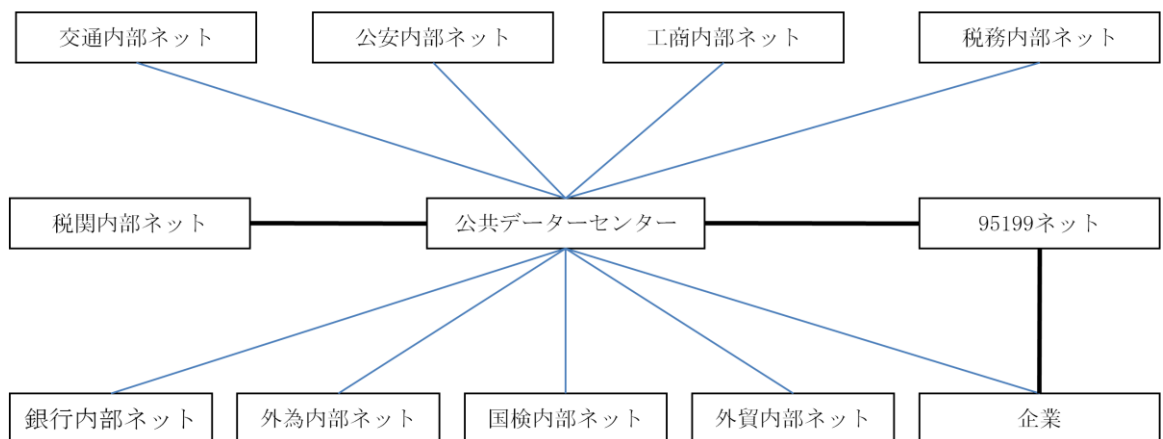 交通内部ネット
公安内部ネット
工商内部ネット
税務内部ネット
税関内部ネット
公共データーセンター
95199ネット
銀行内部ネット
外為内部ネット
国検内部ネット
外貿内部ネット
企業